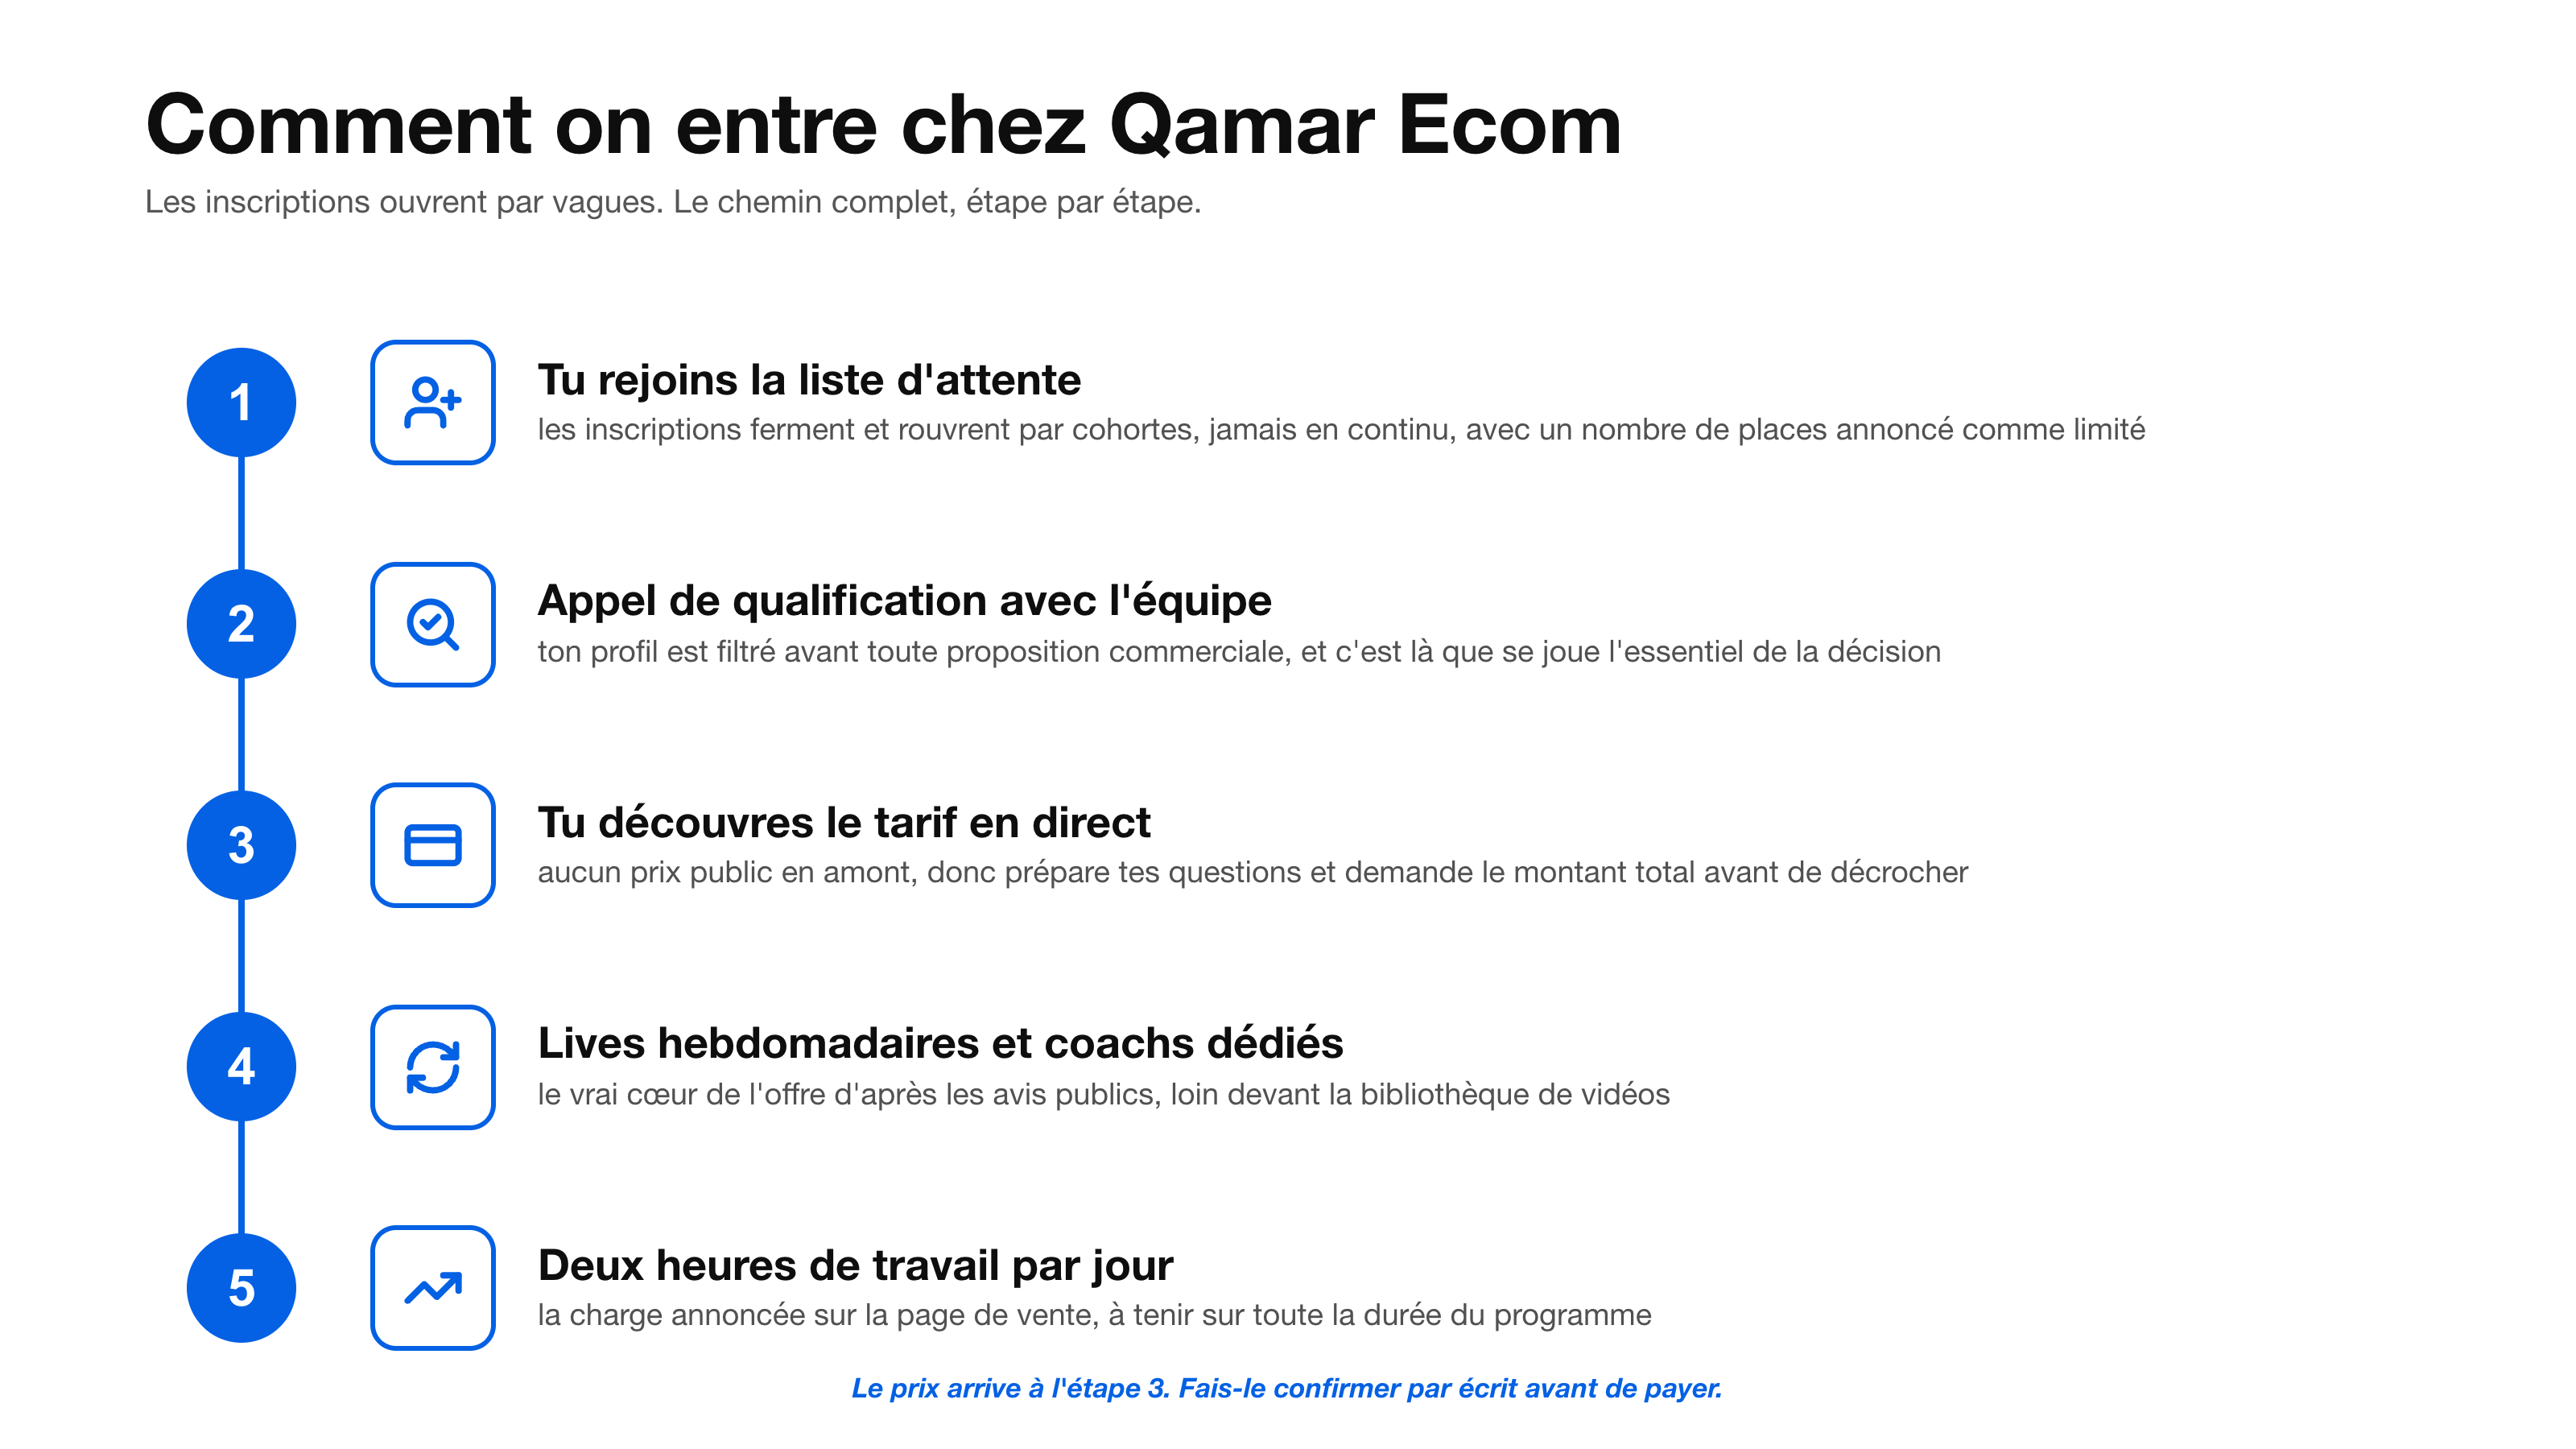 Comment on entre chez Qamar Ecom
Les inscriptions ouvrent par vagues. Le chemin complet, étape par étape.
1
Tu rejoins la liste d'attente
les inscriptions ferment et rouvrent par cohortes, jamais en continu, avec un nombre de places annoncé comme limité
2
Appel de qualification avec l'équipe
ton profil est filtré avant toute proposition commerciale, et c'est là que se joue l'essentiel de la décision
3
Tu découvres le tarif en direct
aucun prix public en amont, donc prépare tes questions et demande le montant total avant de décrocher
4
Lives hebdomadaires et coachs dédiés
le vrai cœur de l'offre d'après les avis publics, loin devant la bibliothèque de vidéos
5
Deux heures de travail par jour
la charge annoncée sur la page de vente, à tenir sur toute la durée du programme
Le prix arrive à l'étape 3. Fais-le confirmer par écrit avant de payer.